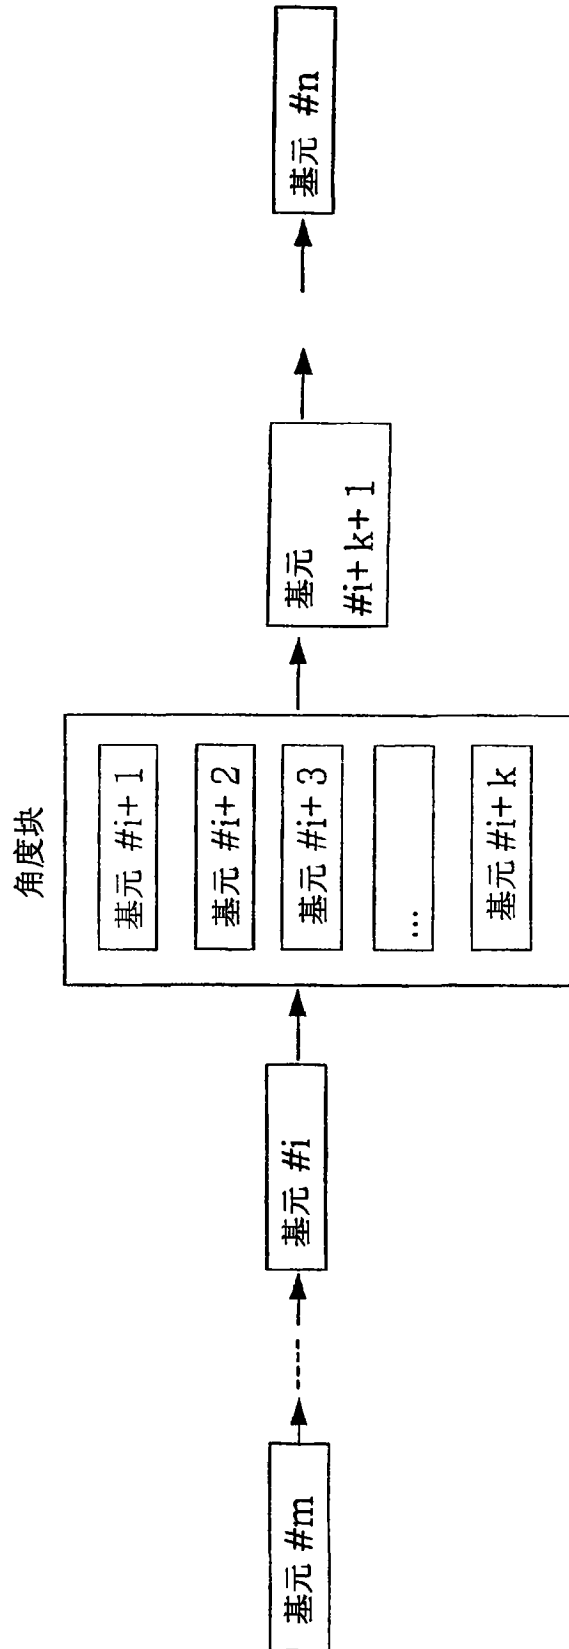 角度块
基元 #m
基元 #i
基元 #i+1
基元 #i+2
基元 #i+3
...
基元 #i+k
基元
#i+k+1
基元 #n